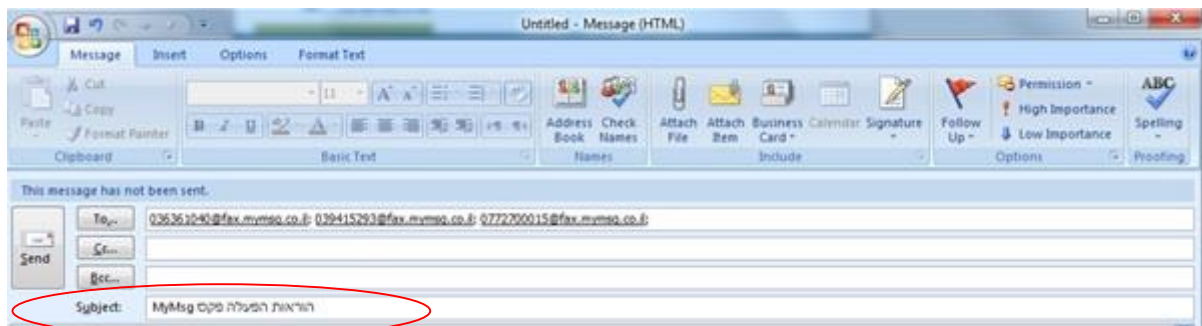 Untitled - Message (HTML)
Message Insert Options Format Text
Paste
Cut
Copy
Format Painter
Clipboard
11
Basic Text
Address Book
Check Names
Names
Attach File
Attach Item
Business Card
Calendar
Signature
Include
Follow Up
Permission
High Importance
Low Importance
Options
ABC
Spelling
Proofing
This message has not been sent.
Send
To... 036361040@fax.mymsg.co.il; 039415293@fax.mymsg.co.il; 0772700015@fax.mymsg.co.il;
Cc...
Bcc...
Subject: הוראות הפעלה פקס MyMsg